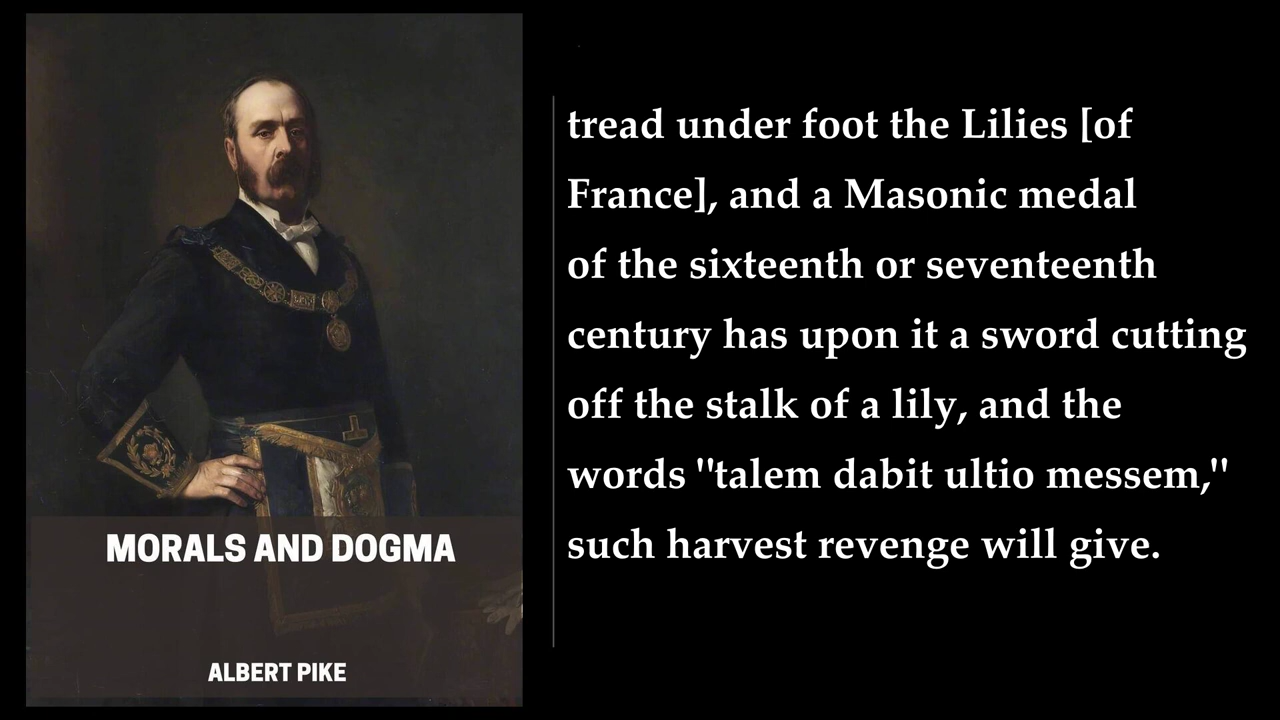 MORALS AND DOGMA
ALBERT PIKE
tread under foot the Lilies [of
France], and a Masonic medal
of the sixteenth or seventeenth
century has upon it a sword cutting
off the stalk of a lily, and the
words "talem dabit ultio messem,"
such harvest revenge will give.